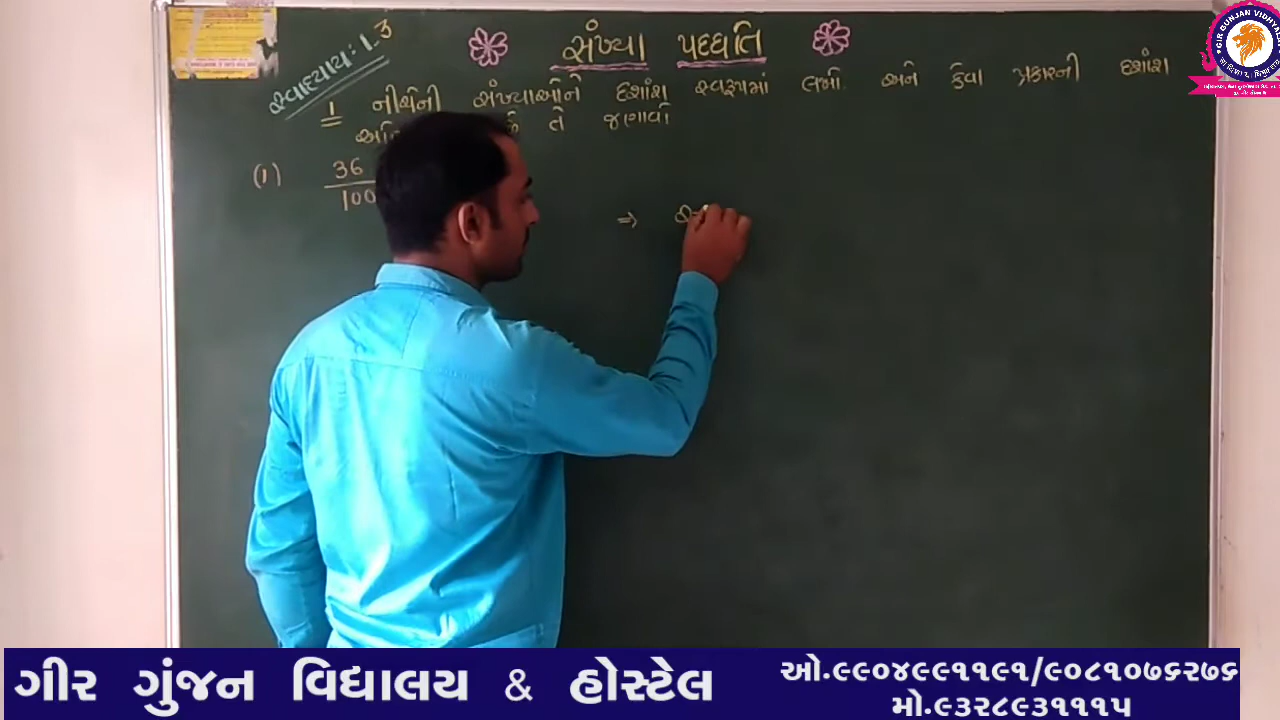 સંખ્યા પદ્ધતિ
સ્વાધ્યાય: 1.3
1 નીચેની સંખ્યાઓને દશાંશ સ્વરૂપમાં લખો અને કેવા પ્રકારની દશાંશ
તે જણાવો
(1) 36
100
⇒
ગીર ગુંજન વિદ્યાલય & હોસ્ટેલ
ઓ.૯૯૦૪૯૯૧૧૯૧/૯૦૮૧૦૭૬૨૭૬
મો.૯૩૨૮૯૩૧૧૧૫